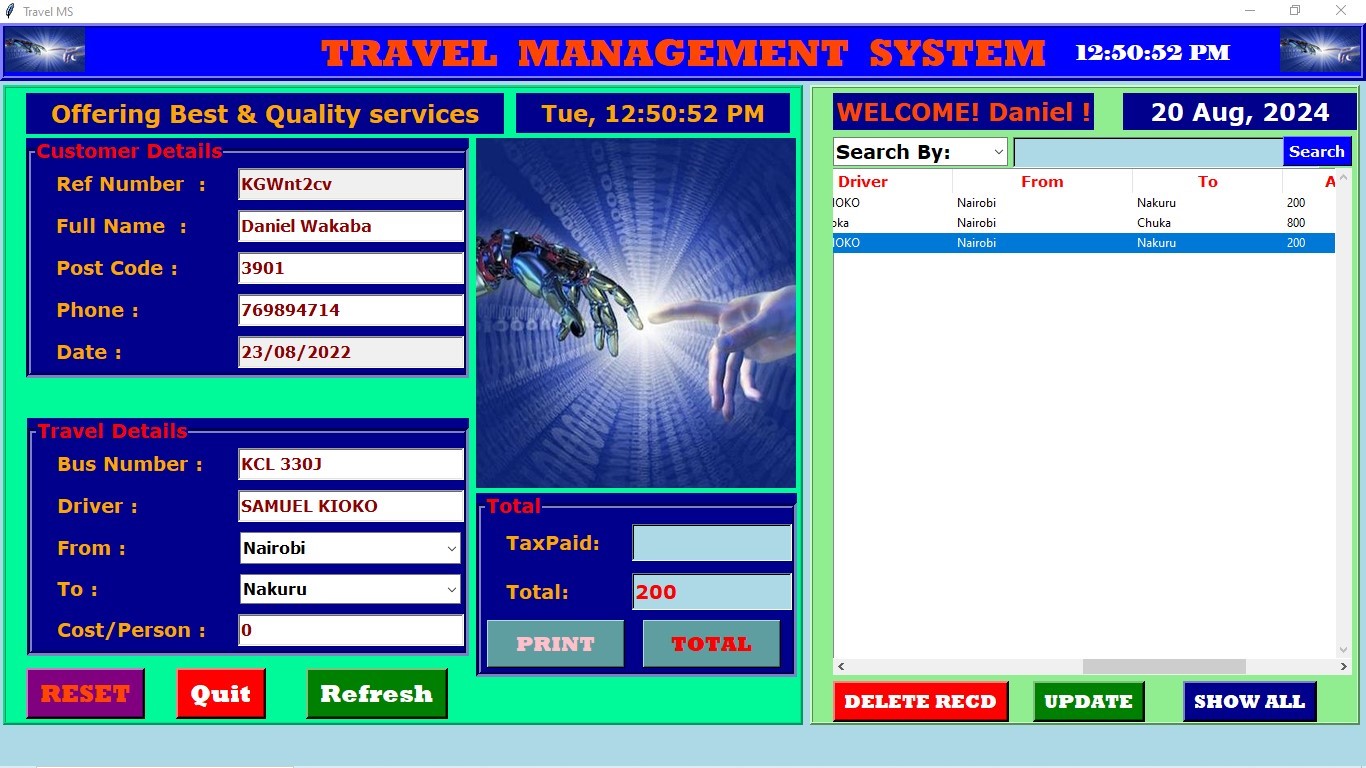 Travel MS
TRAVEL MANAGEMENT SYSTEM 12:50:52 PM
Offering Best & Quality services
Tue, 12:50:52 PM
WELCOME! Daniel !
20 Aug, 2024
Customer Details
Ref Number : KGWnt2cv
Full Name : Daniel Wakaba
Post Code : 3901
Phone : 769894714
Date : 23/08/2022
Travel Details
Bus Number : KCL 330J
Driver : SAMUEL KIOKO
From : Nairobi
To : Nakuru
Cost/Person : 0
RESET Quit Refresh
Total
TaxPaid:
Total: 200
PRINT TOTAL
Search By: Search
Driver From To A
IOKO Nairobi Nakuru 200
oka Nairobi Chuka 800
IOKO Nairobi Nakuru 200
DELETE RECD UPDATE SHOW ALL